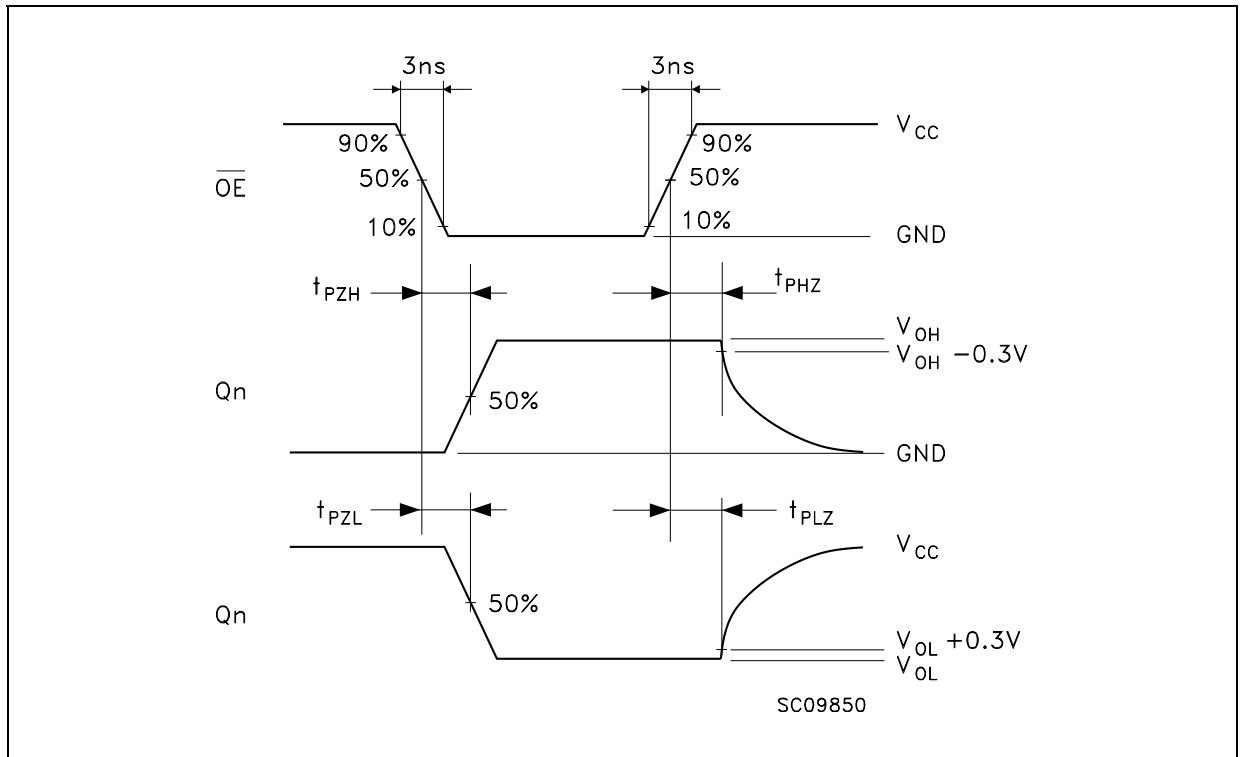 3ns 3ns
V_CC
90% 90%
O̅E̅ 50% 50%
10% 10%
GND
t_PZH t_PHZ
V_OH
V_OH -0.3V
Qn 50%
GND
t_PZL t_PLZ
V_CC
Qn 50%
V_OL +0.3V
V_OL
SC09850